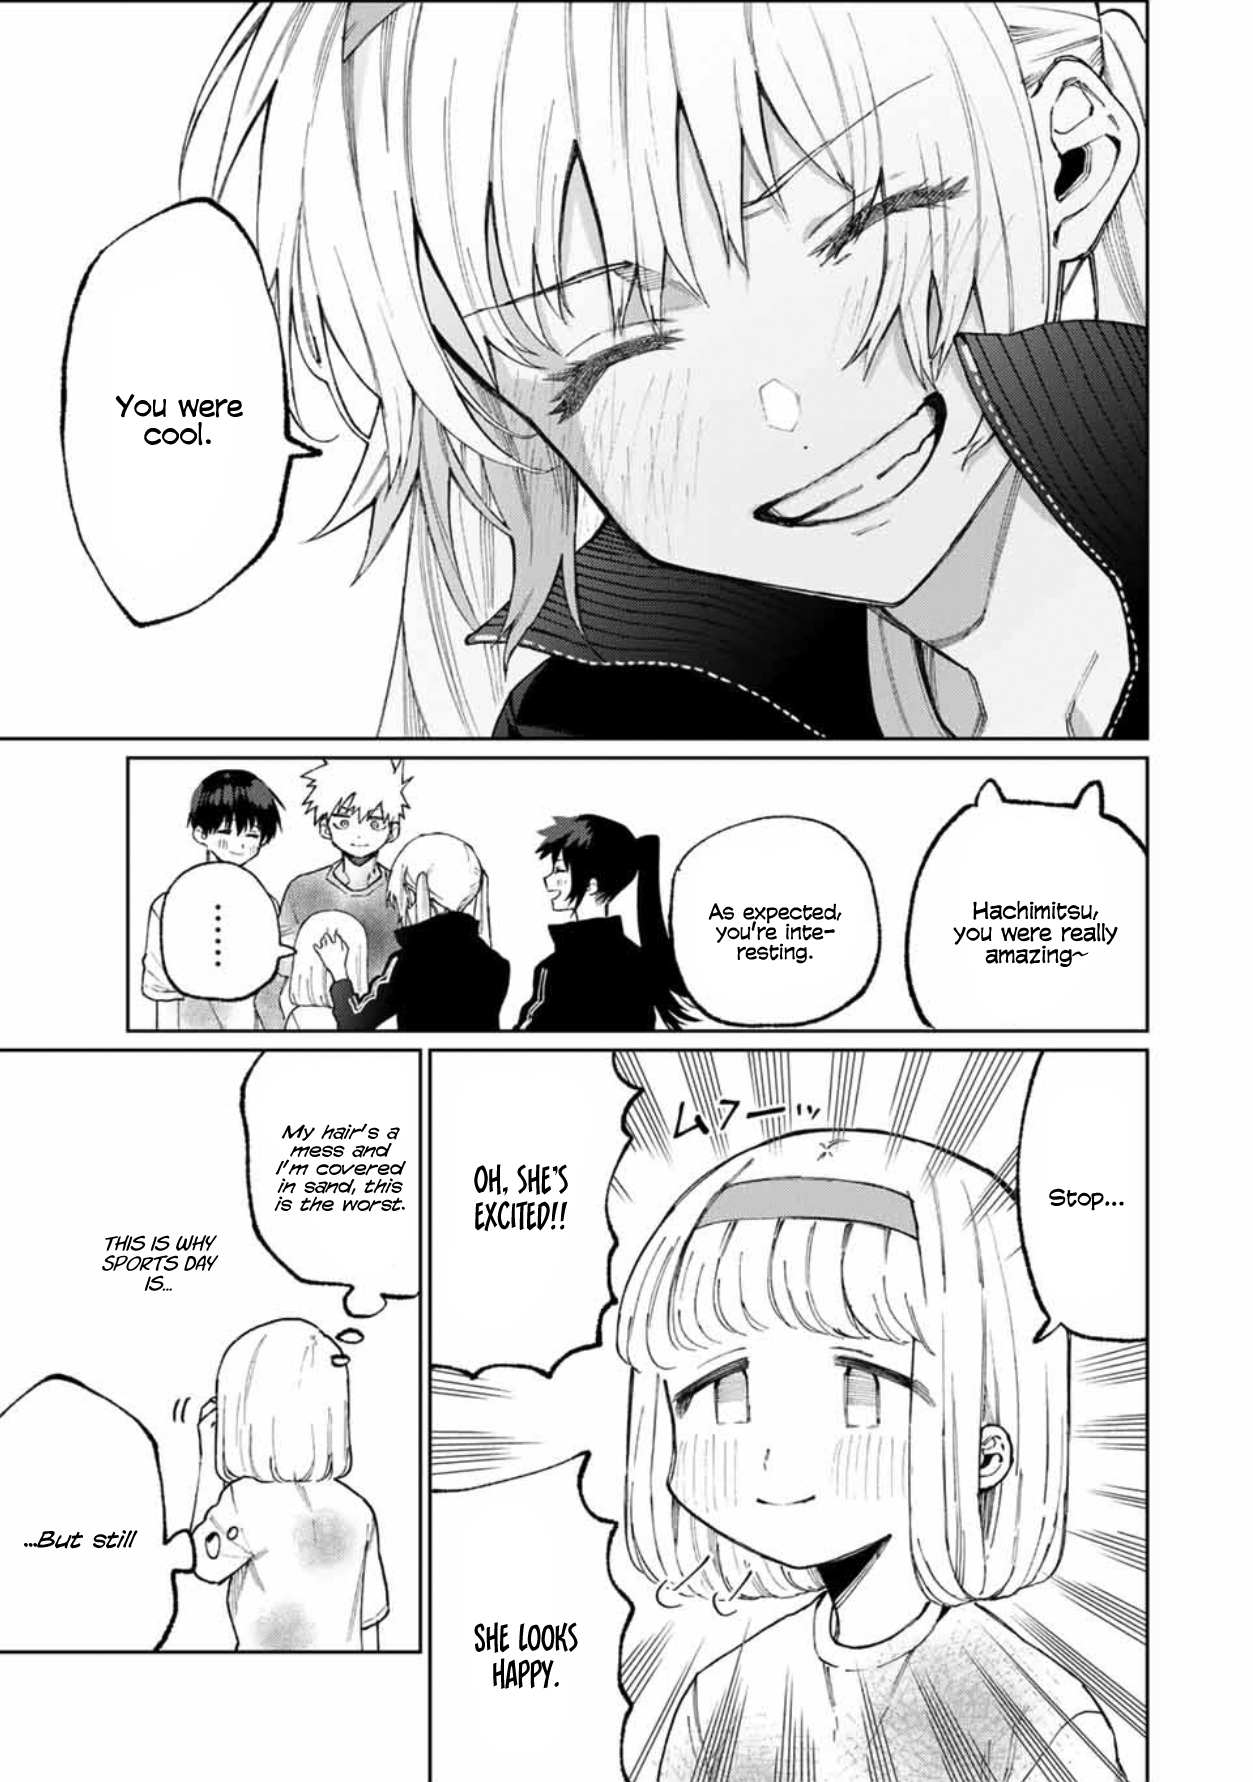 You were
cool.
Hachimitsu,
you were really
amazing~
As expected,
you're inte-
resting.
........
Stop...
ムフーッ
OH, SHE'S
EXCITED!!
SHE LOOKS
HAPPY.
My hair's a
mess and
I'm covered
in sand, this
is the worst.
THIS IS WHY
SPORTS DAY
IS...
...But still